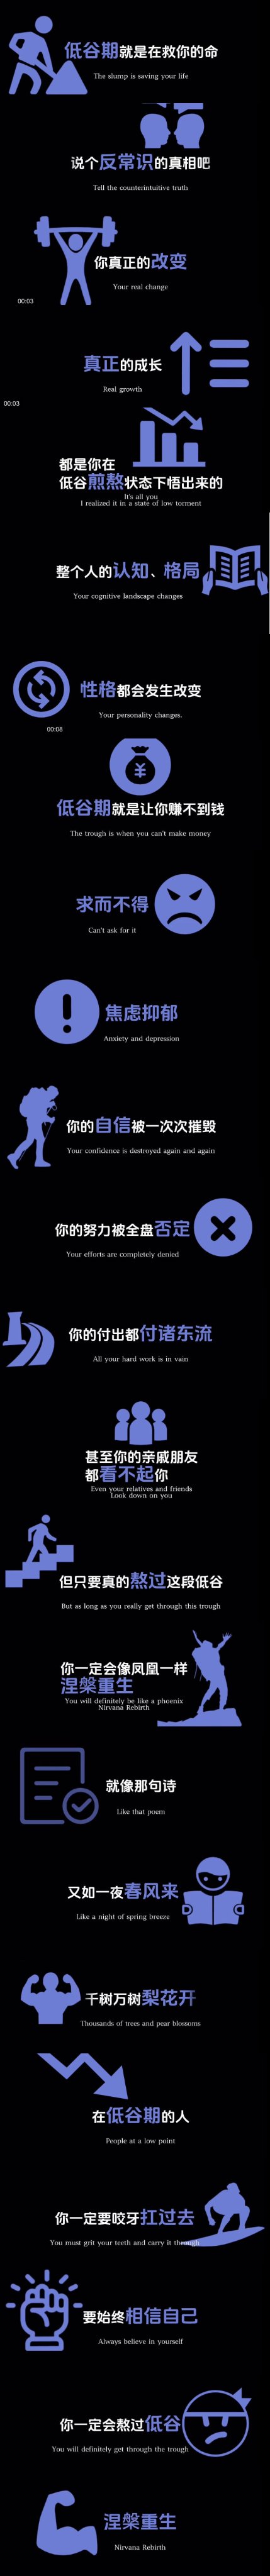 低谷期就是在救你的命
The slump is saving your life
说个反常识的真相吧
Tell the counterintuitive truth
你真正的改变
Your real change
00:03
真正的成长
Real growth
00:03
都是你在
低谷煎熬状态下悟出来的
It's all you
I realized it in a state of low torment
整个人的认知、格局
Your cognitive landscape changes
性格都会发生改变
Your personality changes.
00:08
¥
低谷期就是让你赚不到钱
The trough is when you can't make money
求而不得
Can't ask for it
焦虑抑郁
Anxiety and depression
你的自信被一次次摧毁
Your confidence is destroyed again and again
你的努力被全盘否定
Your efforts are completely denied
你的付出都付诸东流
All your hard work is in vain
甚至你的亲戚朋友
都看不起你
Even your relatives and friends
Look down on you
但只要真的熬过这段低谷
But as long as you really get through this trough
你一定会像凤凰一样
涅槃重生
You will definitely be like a phoenix
Nirvana Rebirth
就像那句诗
Like that poem
又如一夜春风来
Like a night of spring breeze
千树万树梨花开
Thousands of trees and pear blossoms
在低谷期的人
People at a low point
你一定要咬牙扛过去
You must grit your teeth and carry it through
要始终相信自己
Always believe in yourself
你一定会熬过低谷
You will definitely get through the trough
涅槃重生
Nirvana Rebirth